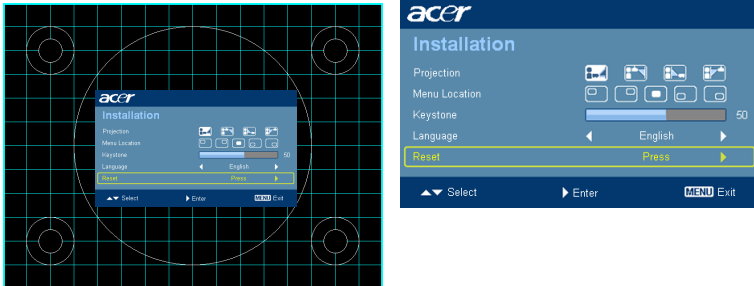 acer
Installation
Projection
Menu Location
Keystone 50
Language English
Reset Press
Select Enter MENU Exit
acer
Installation
Projection
Menu Location
Keystone 50
Language English
Reset Press
Select Enter MENU Exit